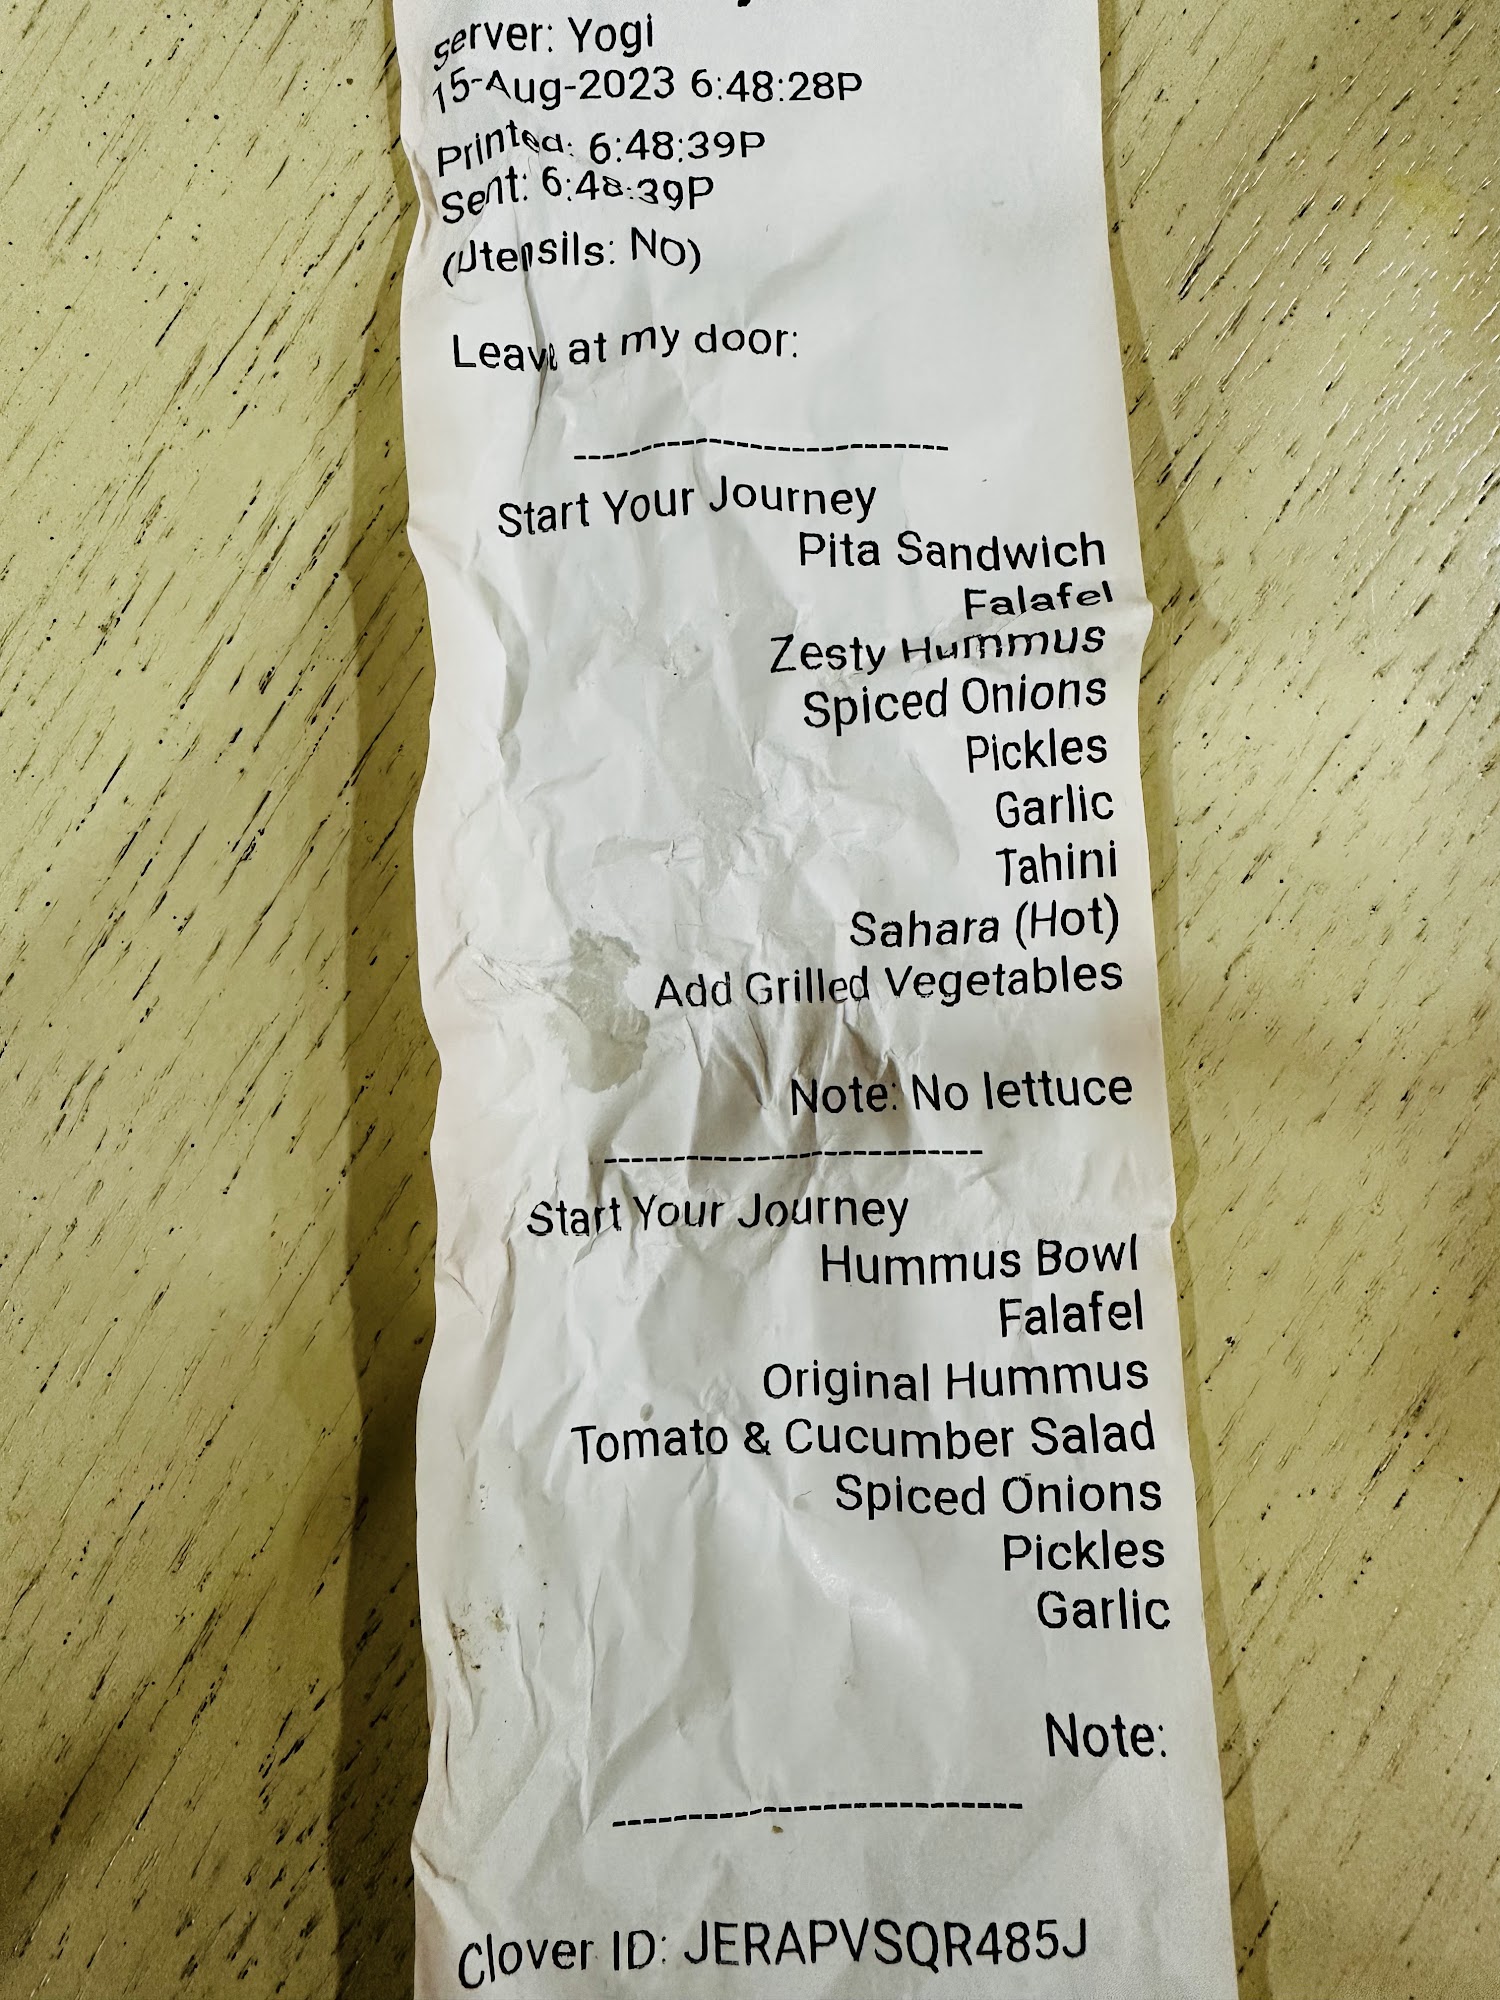 Server: Yogi
15-Aug-2023 6:48:28P
Printed: 6:48:39P
Sent: 6:48:39P
(Utensils: NO)
Leave at my door:
---------------------------
Start Your Journey
Pita Sandwich
Falafel
Zesty Hummus
Spiced Onions
Pickles
Garlic
Tahini
Sahara (Hot)
Add Grilled Vegetables
Note: No lettuce
---------------------------
Start Your Journey
Hummus Bowl
Falafel
Original Hummus
Tomato & Cucumber Salad
Spiced Onions
Pickles
Garlic
Note:
---------------------------
Clover ID: JERAPVSQR485J